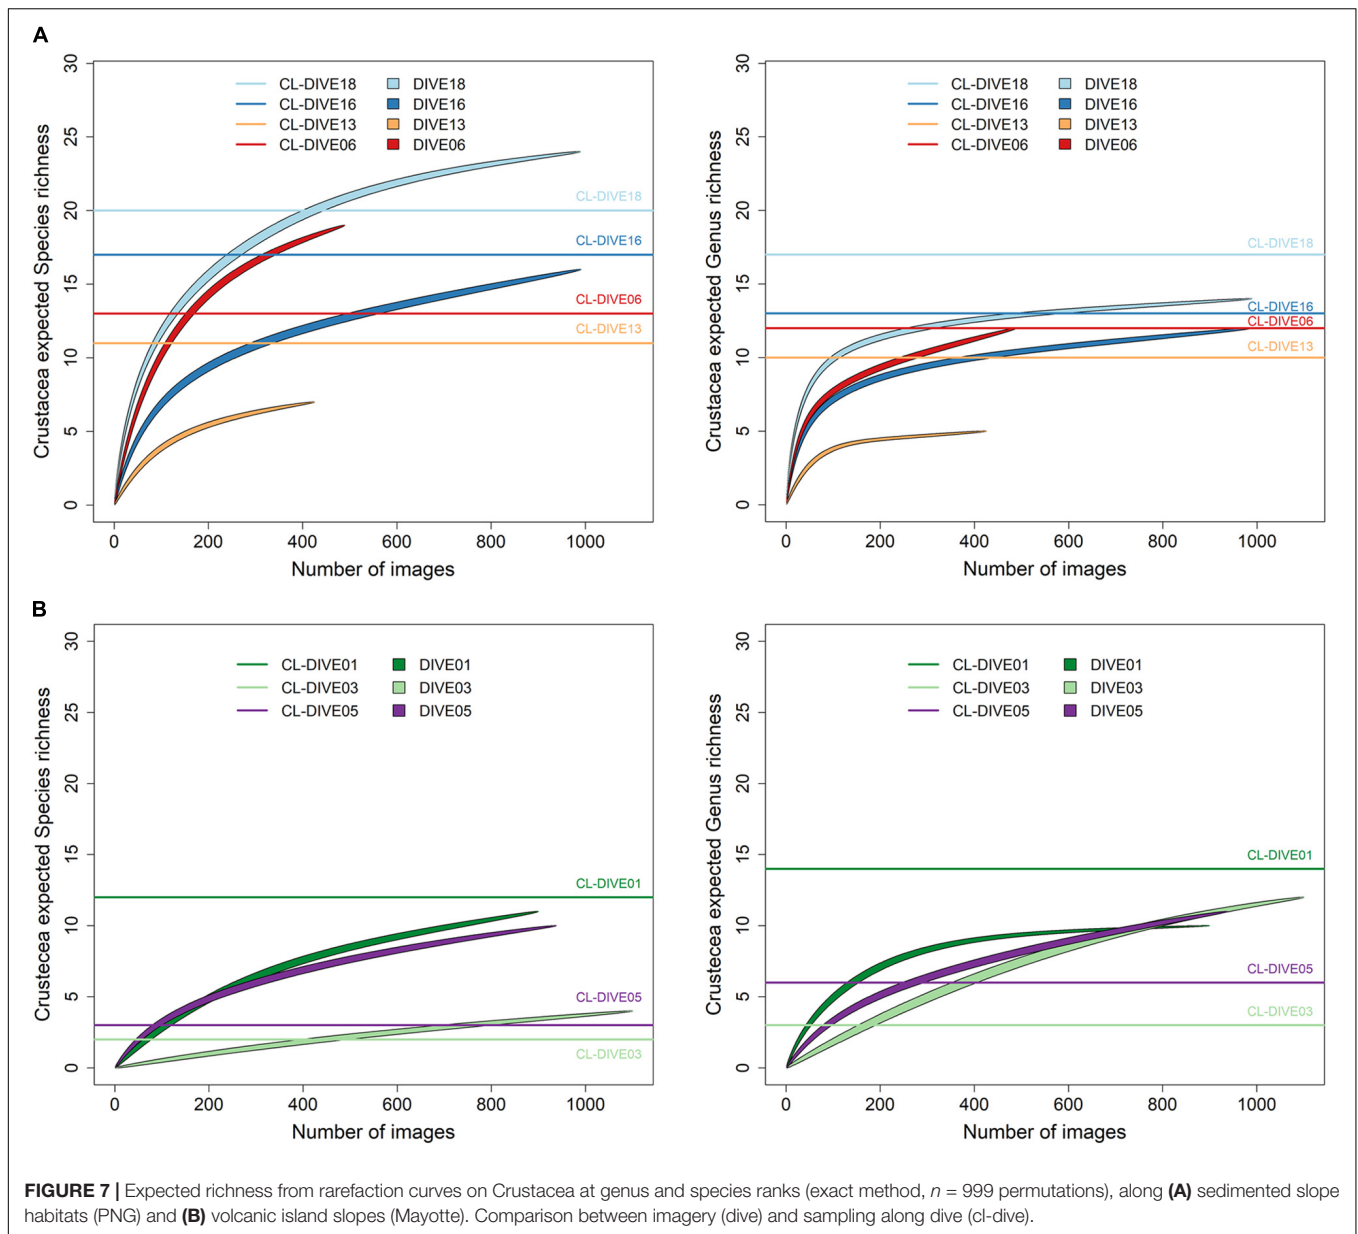 A
Crustacea expected Species richness
30
25
20
15
10
5
0
CL-DIVE18 DIVE18
CL-DIVE16 DIVE16
CL-DIVE13 DIVE13
CL-DIVE06 DIVE06
CL-DIVE18
CL-DIVE16
CL-DIVE06
CL-DIVE13
0 200 400 600 800 1000
Number of images
Crustacea expected Genus richness
30
25
20
15
10
5
0
CL-DIVE18 DIVE18
CL-DIVE16 DIVE16
CL-DIVE13 DIVE13
CL-DIVE06 DIVE06
CL-DIVE18
CL-DIVE16
CL-DIVE06
CL-DIVE13
0 200 400 600 800 1000
Number of images
B
Crustecea expected Species richness
30
25
20
15
10
5
0
CL-DIVE01 DIVE01
CL-DIVE03 DIVE03
CL-DIVE05 DIVE05
CL-DIVE01
CL-DIVE05
CL-DIVE03
0 200 400 600 800 1000
Number of images
Crustecea expected Genus richness
30
25
20
15
10
5
0
CL-DIVE01 DIVE01
CL-DIVE03 DIVE03
CL-DIVE05 DIVE05
CL-DIVE01
CL-DIVE05
CL-DIVE03
0 200 400 600 800 1000
Number of images
FIGURE 7 | Expected richness from rarefaction curves on Crustacea at genus and species ranks (exact method, n = 999 permutations), along (A) sedimented slope
habitats (PNG) and (B) volcanic island slopes (Mayotte). Comparison between imagery (dive) and sampling along dive (cl-dive).